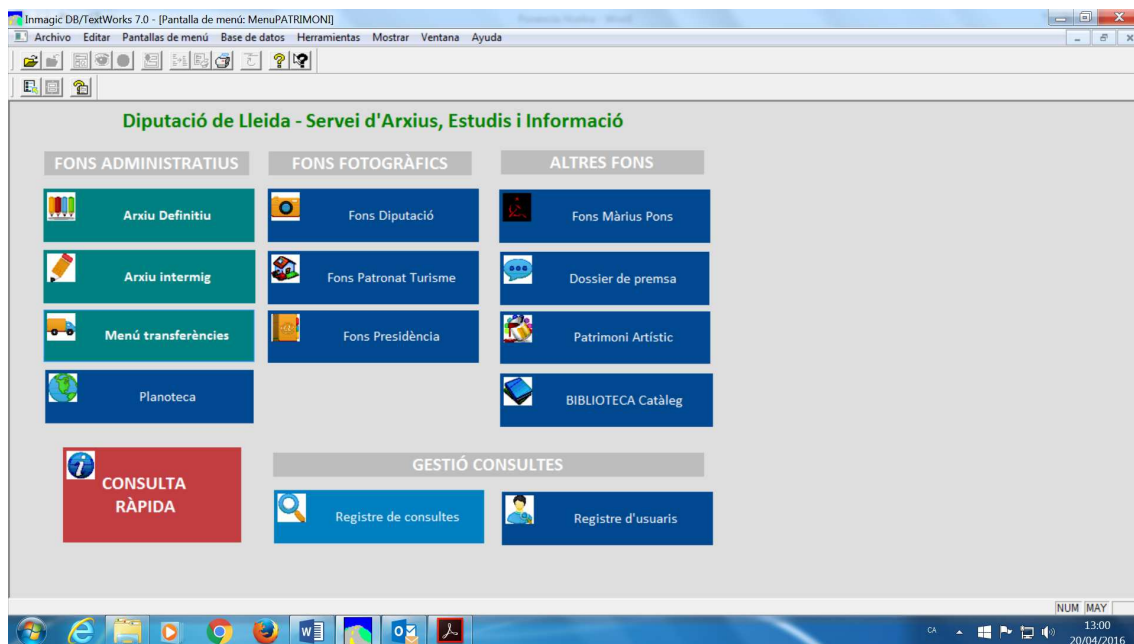 Inmagic DB/TextWorks 7.0 - [Pantalla de menú: MenuPATRIMONI]
Archivo Editar Pantallas de menú Base de datos Herramientas Mostrar Ventana Ayuda
Diputació de Lleida - Servei d'Arxius, Estudis i Informació
FONS ADMINISTRATIUS
Arxiu Definitiu
Arxiu intermig
Menú transferències
Planoteca
FONS FOTOGRÀFICS
Fons Diputació
Fons Patronat Turisme
Fons Presidència
ALTRES FONS
Fons Màrius Pons
Dossier de premsa
Patrimoni Artístic
BIBLIOTECA Catàleg
CONSULTA
RÀPIDA
GESTIÓ CONSULTES
Registre de consultes
Registre d'usuaris
NUM MAY
CA
13:00
20/04/2016